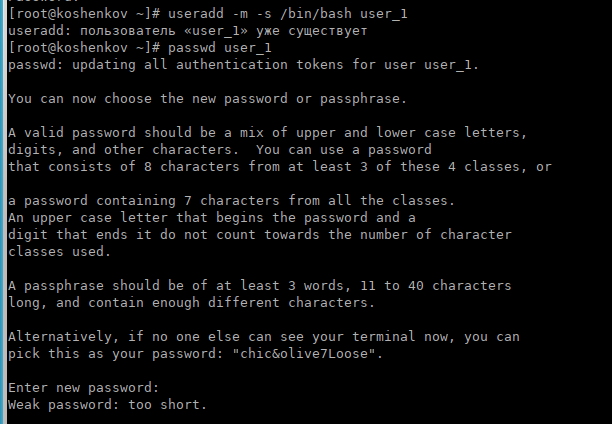 [root@koshenkov ~]# useradd -m -s /bin/bash user_1
useradd: пользователь «user_1» уже существует
[root@koshenkov ~]# passwd user_1
passwd: updating all authentication tokens for user user_1.
You can now choose the new password or passphrase.
A valid password should be a mix of upper and lower case letters,
digits, and other characters.  You can use a password
that consists of 8 characters from at least 3 of these 4 classes, or
a password containing 7 characters from all the classes.
An upper case letter that begins the password and a
digit that ends it do not count towards the number of character
classes used.
A passphrase should be of at least 3 words, 11 to 40 characters
long, and contain enough different characters.
Alternatively, if no one else can see your terminal now, you can
pick this as your password: "chic&olive7Loose".
Enter new password:
Weak password: too short.